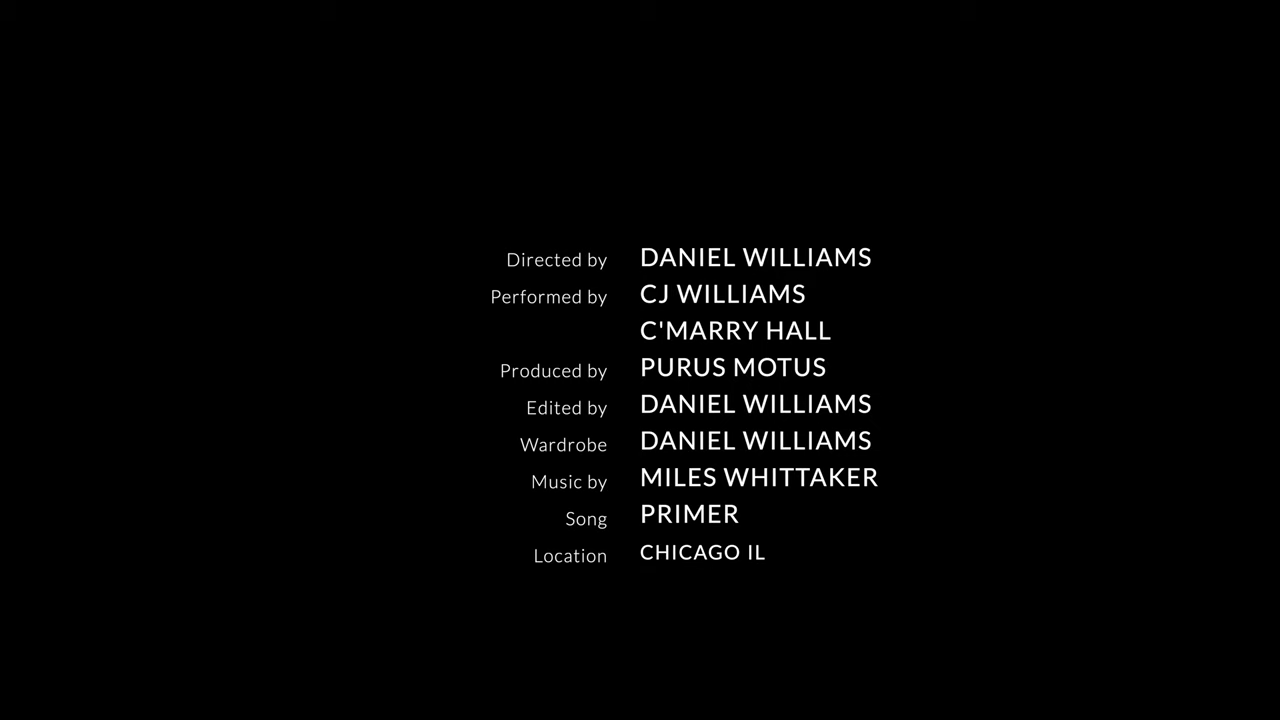 Directed by DANIEL WILLIAMS
Performed by CJ WILLIAMS
C'MARRY HALL
Produced by PURUS MOTUS
Edited by DANIEL WILLIAMS
Wardrobe DANIEL WILLIAMS
Music by MILES WHITTAKER
Song PRIMER
Location CHICAGO IL